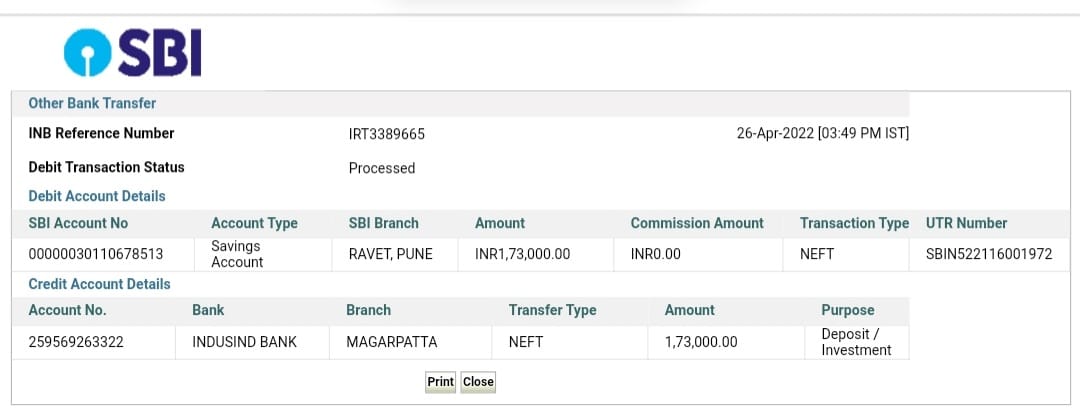 SBI
Other Bank Transfer
INB Reference Number IRT3389665 26-Apr-2022 [03:49 PM IST]
Debit Transaction Status Processed
Debit Account Details
SBI Account No Account Type SBI Branch Amount Commission Amount Transaction Type UTR Number
00000030110678513 Savings Account RAVET, PUNE INR1,73,000.00 INR0.00 NEFT SBIN522116001972
Credit Account Details
Account No. Bank Branch Transfer Type Amount Purpose
259569263322 INDUSIND BANK MAGARPATTA NEFT 1,73,000.00 Deposit / Investment
Print Close